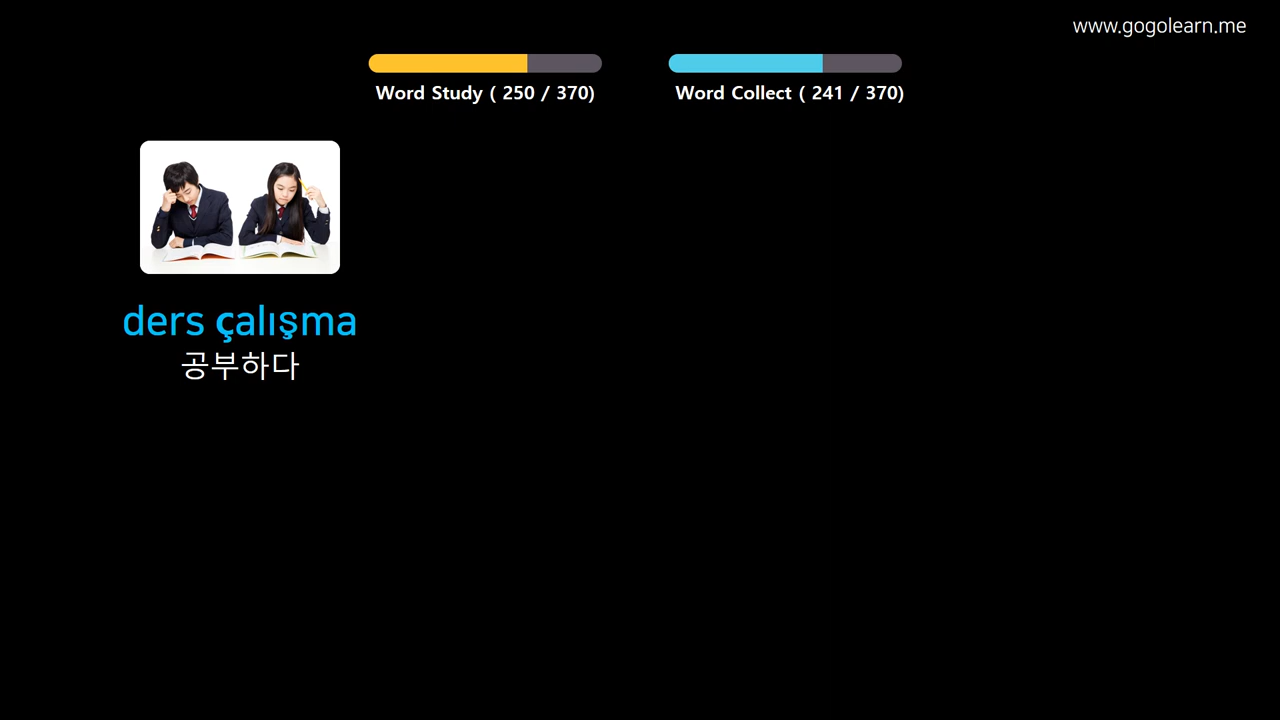 www.gogolearn.me
Word Study ( 250 / 370)
Word Collect ( 241 / 370)
ders çalışma
공부하다